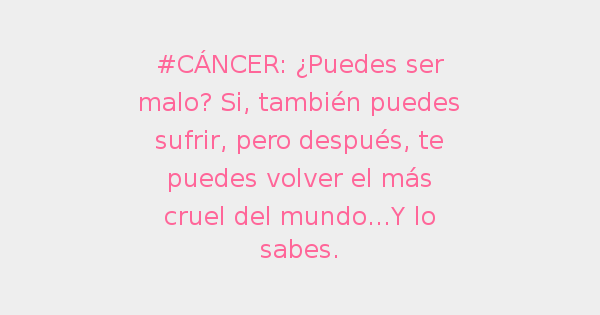 #CÁNCER: ¿Puedes ser
malo? Si, también puedes
sufrir, pero después, te
puedes volver el más
cruel del mundo...Y lo
sabes.